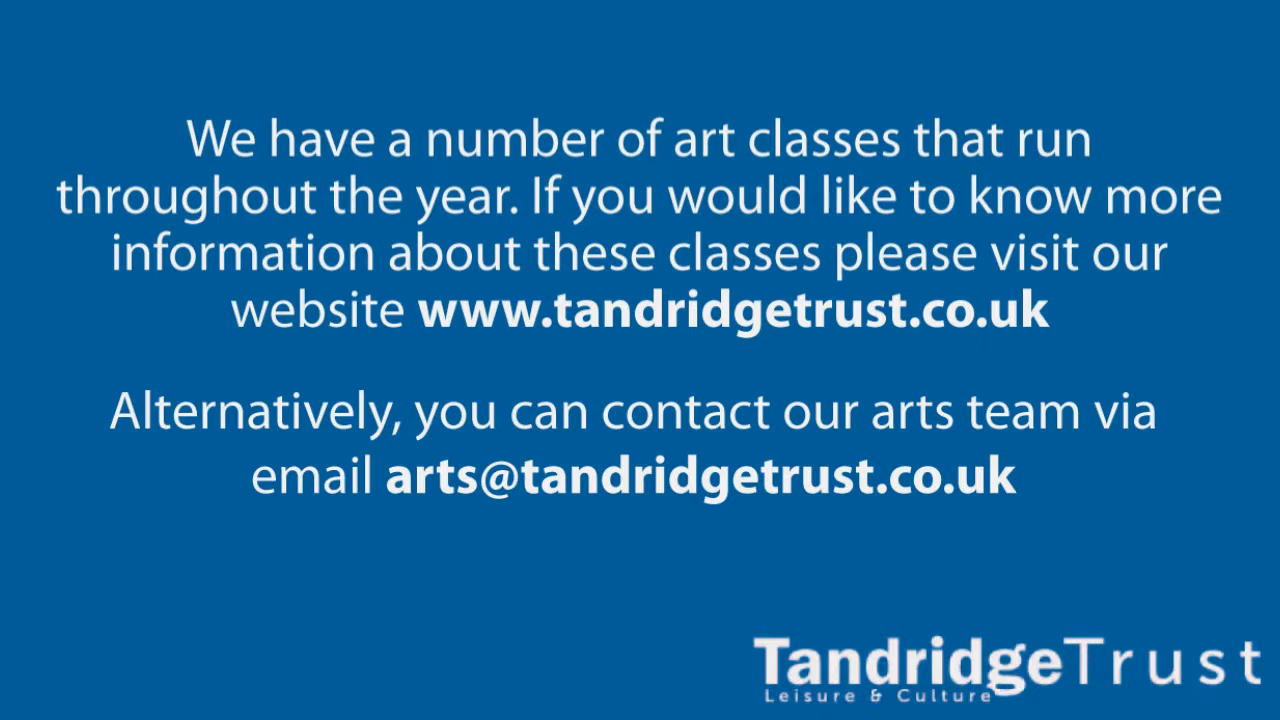 We have a number of art classes that run
throughout the year. If you would like to know more
information about these classes please visit our
website www.tandridgetrust.co.uk
Alternatively, you can contact our arts team via
email arts@tandridgetrust.co.uk
TandridgeTrust
Leisure & Culture